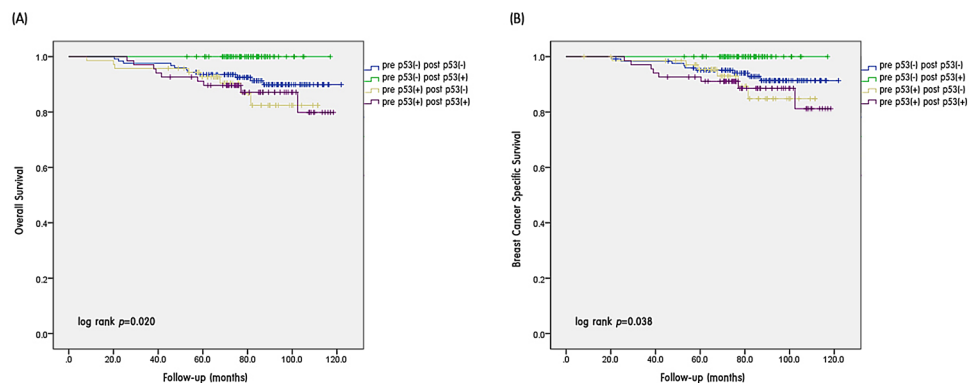 (A)
1.0
0.8
0.6
0.4
0.2
0.0
Overall Survival
pre p53(-) post p53(-)
pre p53(-) post p53(+)
pre p53(+) post p53(-)
pre p53(+) post p53(+)
log rank p=0.020
.0 20.0 40.0 60.0 80.0 100.0 120.0
Follow-up (months)
(B)
1.0
0.8
0.6
0.4
0.2
0.0
Breast Cancer Specific Survival
pre p53(-) post p53(-)
pre p53(-) post p53(+)
pre p53(+) post p53(-)
pre p53(+) post p53(+)
log rank p=0.038
.0 20.0 40.0 60.0 80.0 100.0 120.0
Follow-up (months)